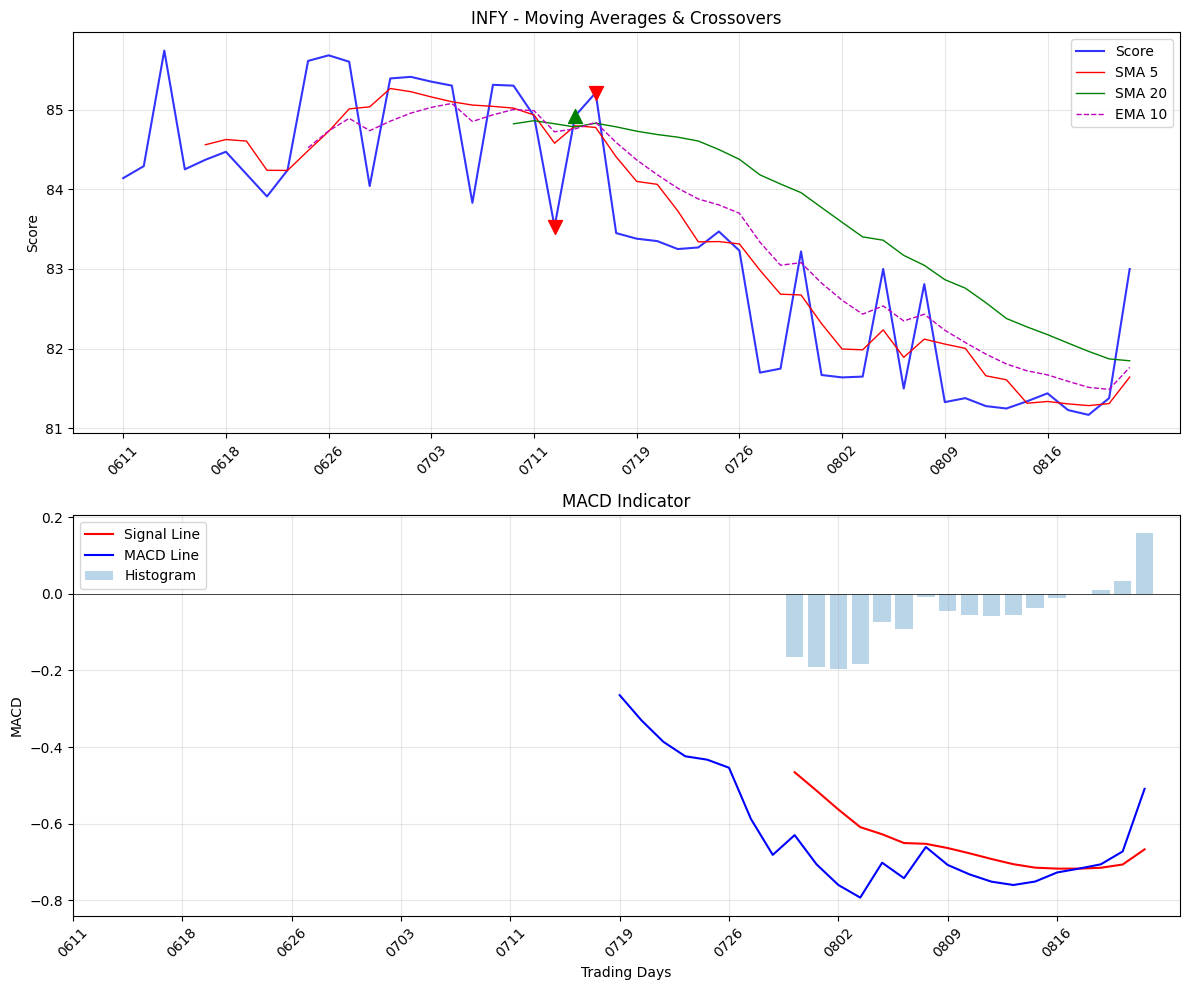 INFY - Moving Averages & Crossovers
Score
SMA 5
SMA 20
EMA 10
Score
85
84
83
82
81
0611
0618
0626
0703
0711
0719
0726
0802
0809
0816
MACD Indicator
Signal Line
MACD Line
Histogram
MACD
0.2
0.0
−0.2
−0.4
−0.6
−0.8
0611
0618
0626
0703
0711
0719
0726
0802
0809
0816
Trading Days